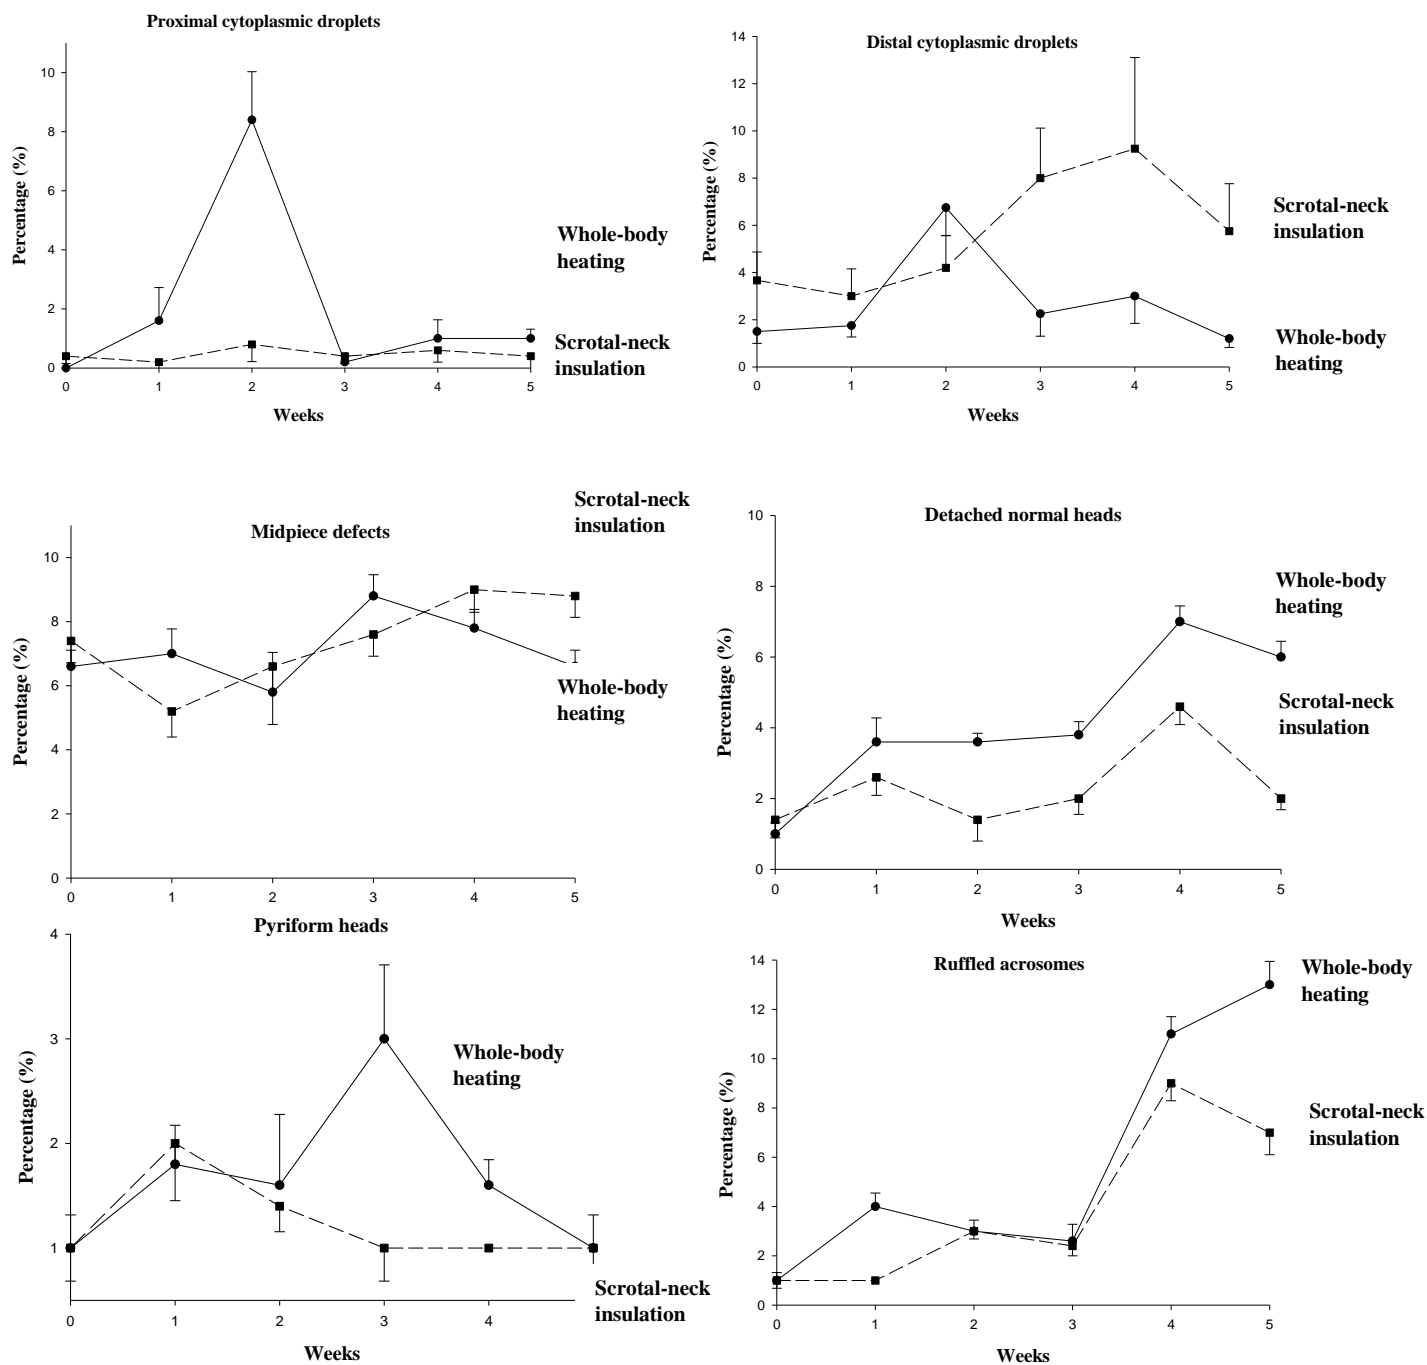 Proximal cytoplasmic droplets
Percentage (%)
10
8
6
4
2
0
0 1 2 3 4 5
Weeks
Whole-body
heating
Scrotal-neck
insulation
Distal cytoplasmic droplets
Percentage (%)
14
12
10
8
6
4
2
0
0 1 2 3 4 5
Weeks
Scrotal-neck
insulation
Whole-body
heating
Midpiece defects
Percentage (%)
10
8
6
4
2
0
0 1 2 3 4 5
Scrotal-neck
insulation
Whole-body
heating
Detached normal heads
Percentage (%)
10
8
6
4
2
0
0 1 2 3 4 5
Weeks
Whole-body
heating
Scrotal-neck
insulation
Pyriform heads
Percentage (%)
4
3
2
1
0 1 2 3 4
Weeks
Whole-body
heating
Scrotal-neck
insulation
Ruffled acrosomes
Percentage (%)
14
12
10
8
6
4
2
0
0 1 2 3 4 5
Weeks
Whole-body
heating
Scrotal-neck
insulation